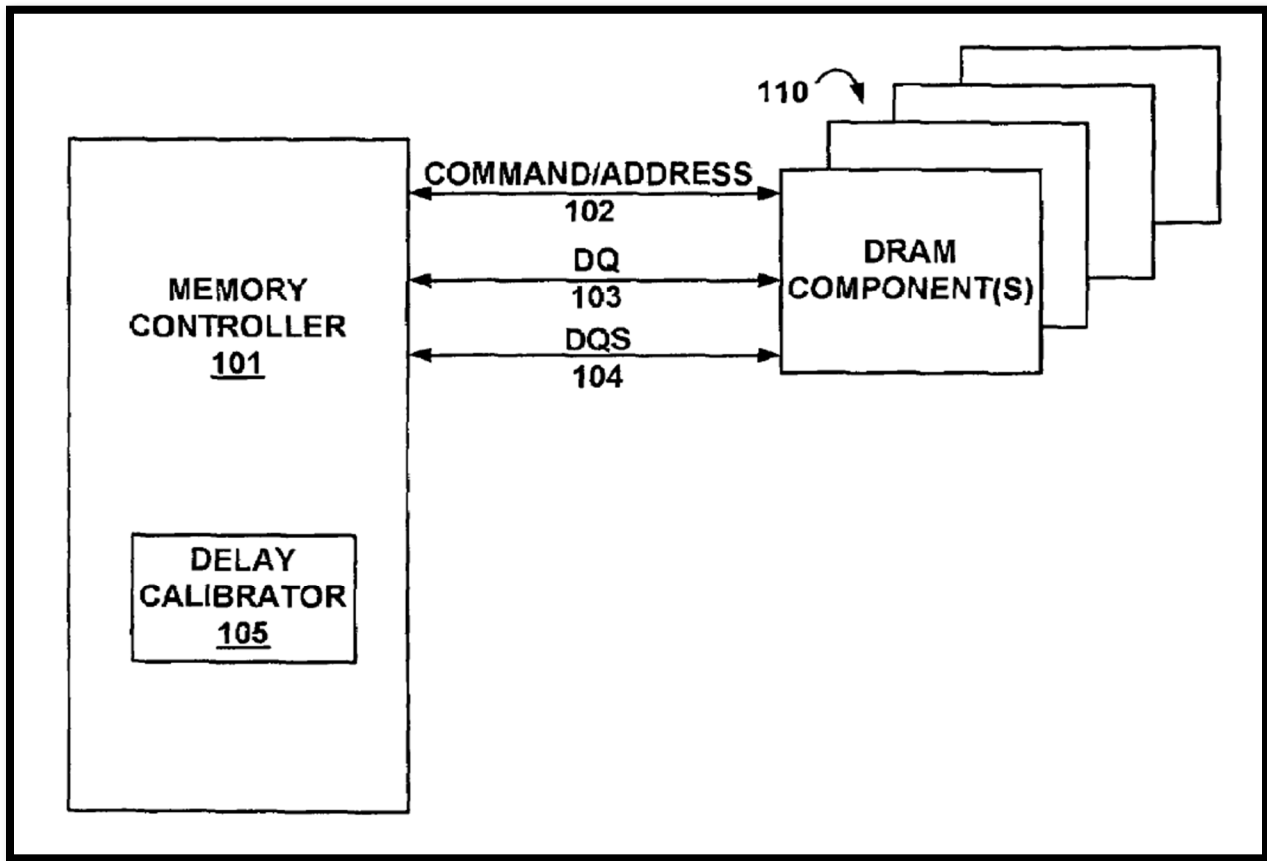 110
COMMAND/ADDRESS
102
DQ
103
DQS
104
DRAM
COMPONENT(S)
MEMORY
CONTROLLER
101
DELAY
CALIBRATOR
105